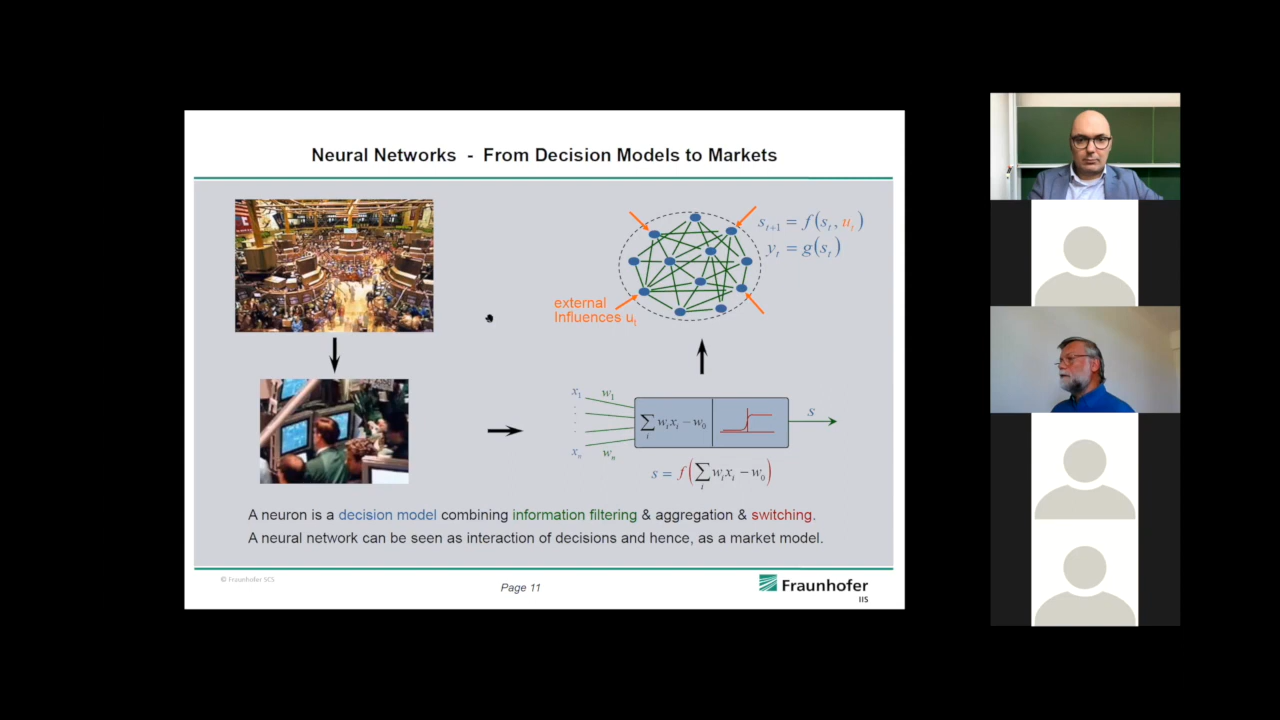 Neural Networks - From Decision Models to Markets
s_{t+1} = f(s_t, u_t)
y_t = g(s_t)
external
Influences u_t
x_1 w_1
∑_i w_i x_i − w_0
s
x_n w_n
s = f(∑_i w_i x_i − w_0)
A neuron is a decision model combining information filtering & aggregation & switching.
A neural network can be seen as interaction of decisions and hence, as a market model.
© Fraunhofer SCS
Page 11
Fraunhofer
IIS